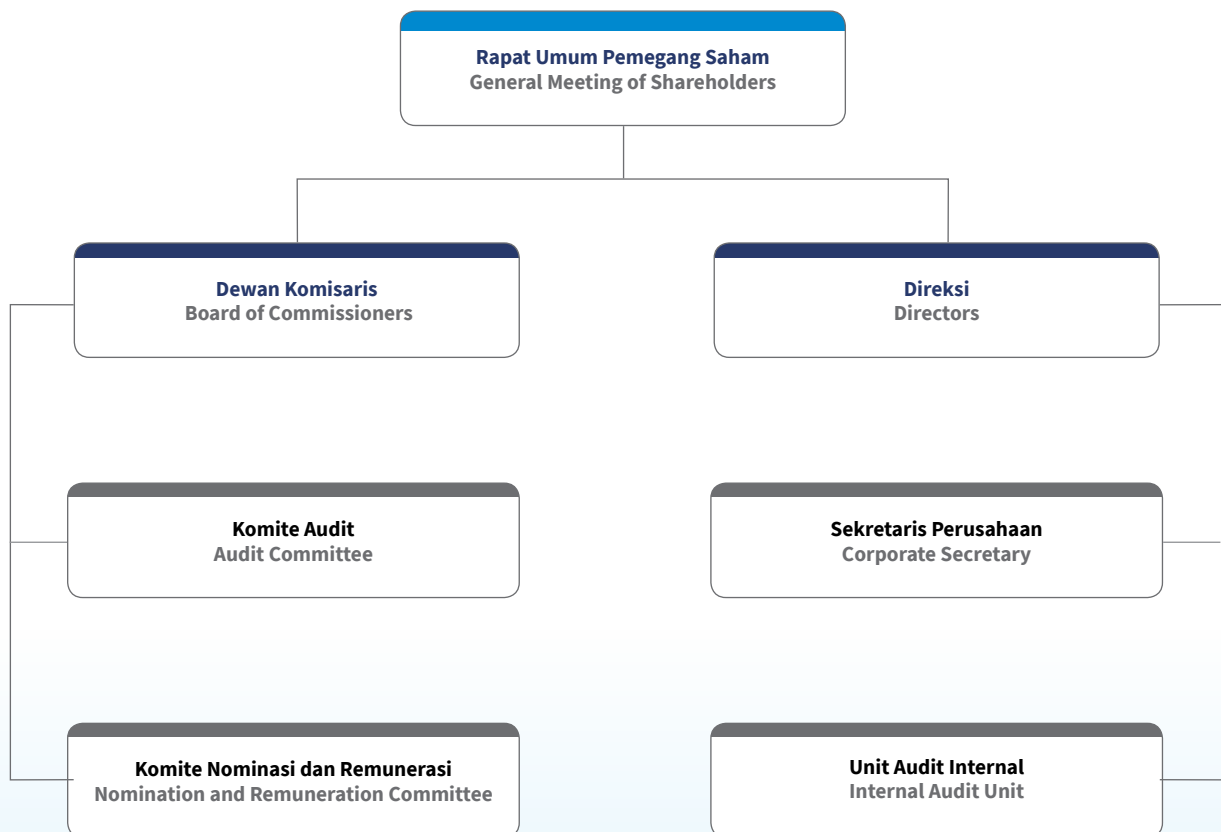 Rapat Umum Pemegang Saham
General Meeting of Shareholders
Dewan Komisaris
Board of Commissioners
Direksi
Directors
Komite Audit
Audit Committee
Sekretaris Perusahaan
Corporate Secretary
Komite Nominasi dan Remunerasi
Nomination and Remuneration Committee
Unit Audit Internal
Internal Audit Unit